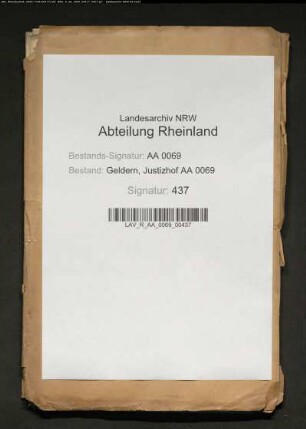 Landesarchiv NRW
Abteilung Rheinland
Bestands-Signatur: AA 0069
Bestand: Geldern, Justizhof AA 0069
Signatur: 437
LAV_R_AA_0069_00437